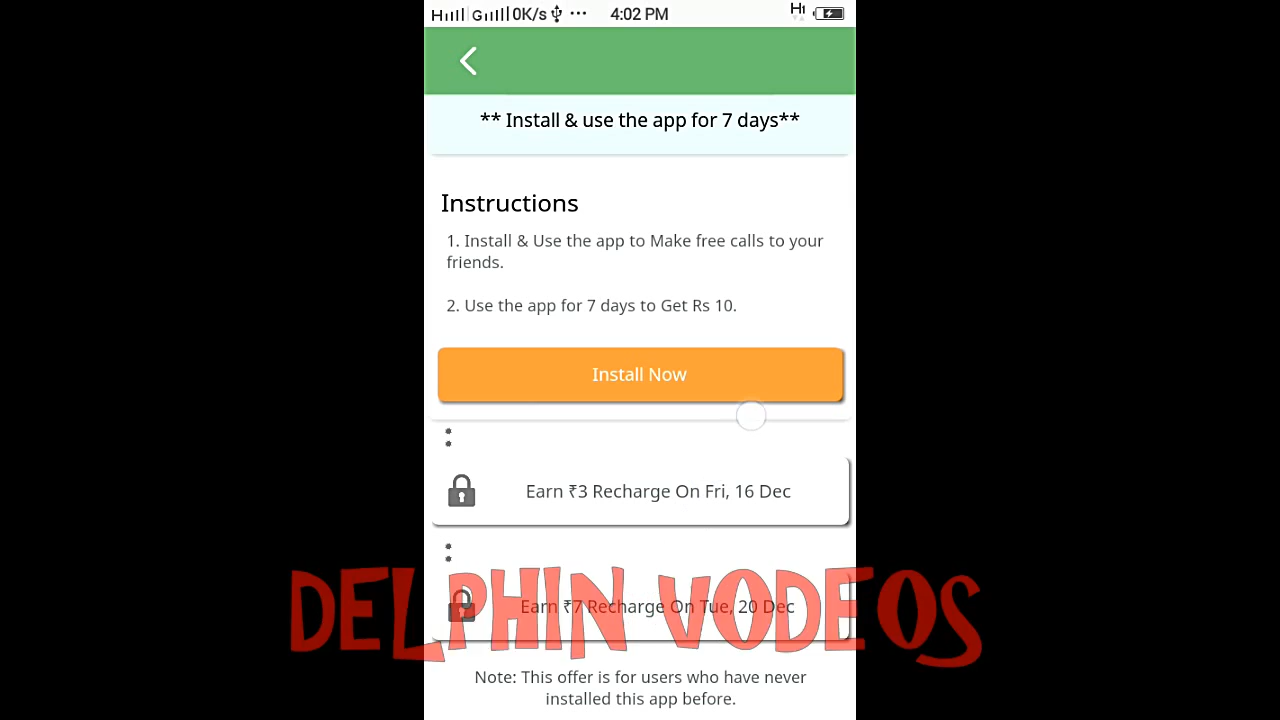 H G 0K/s ··· 4:02 PM H1
** Install & use the app for 7 days**
Instructions
1. Install & Use the app to Make free calls to your
friends.
2. Use the app for 7 days to Get Rs 10.
Install Now
Earn ₹3 Recharge On Fri, 16 Dec
Earn ₹7 Recharge On Tue, 20 Dec
DELPHIN VODEOS
Note: This offer is for users who have never
installed this app before.